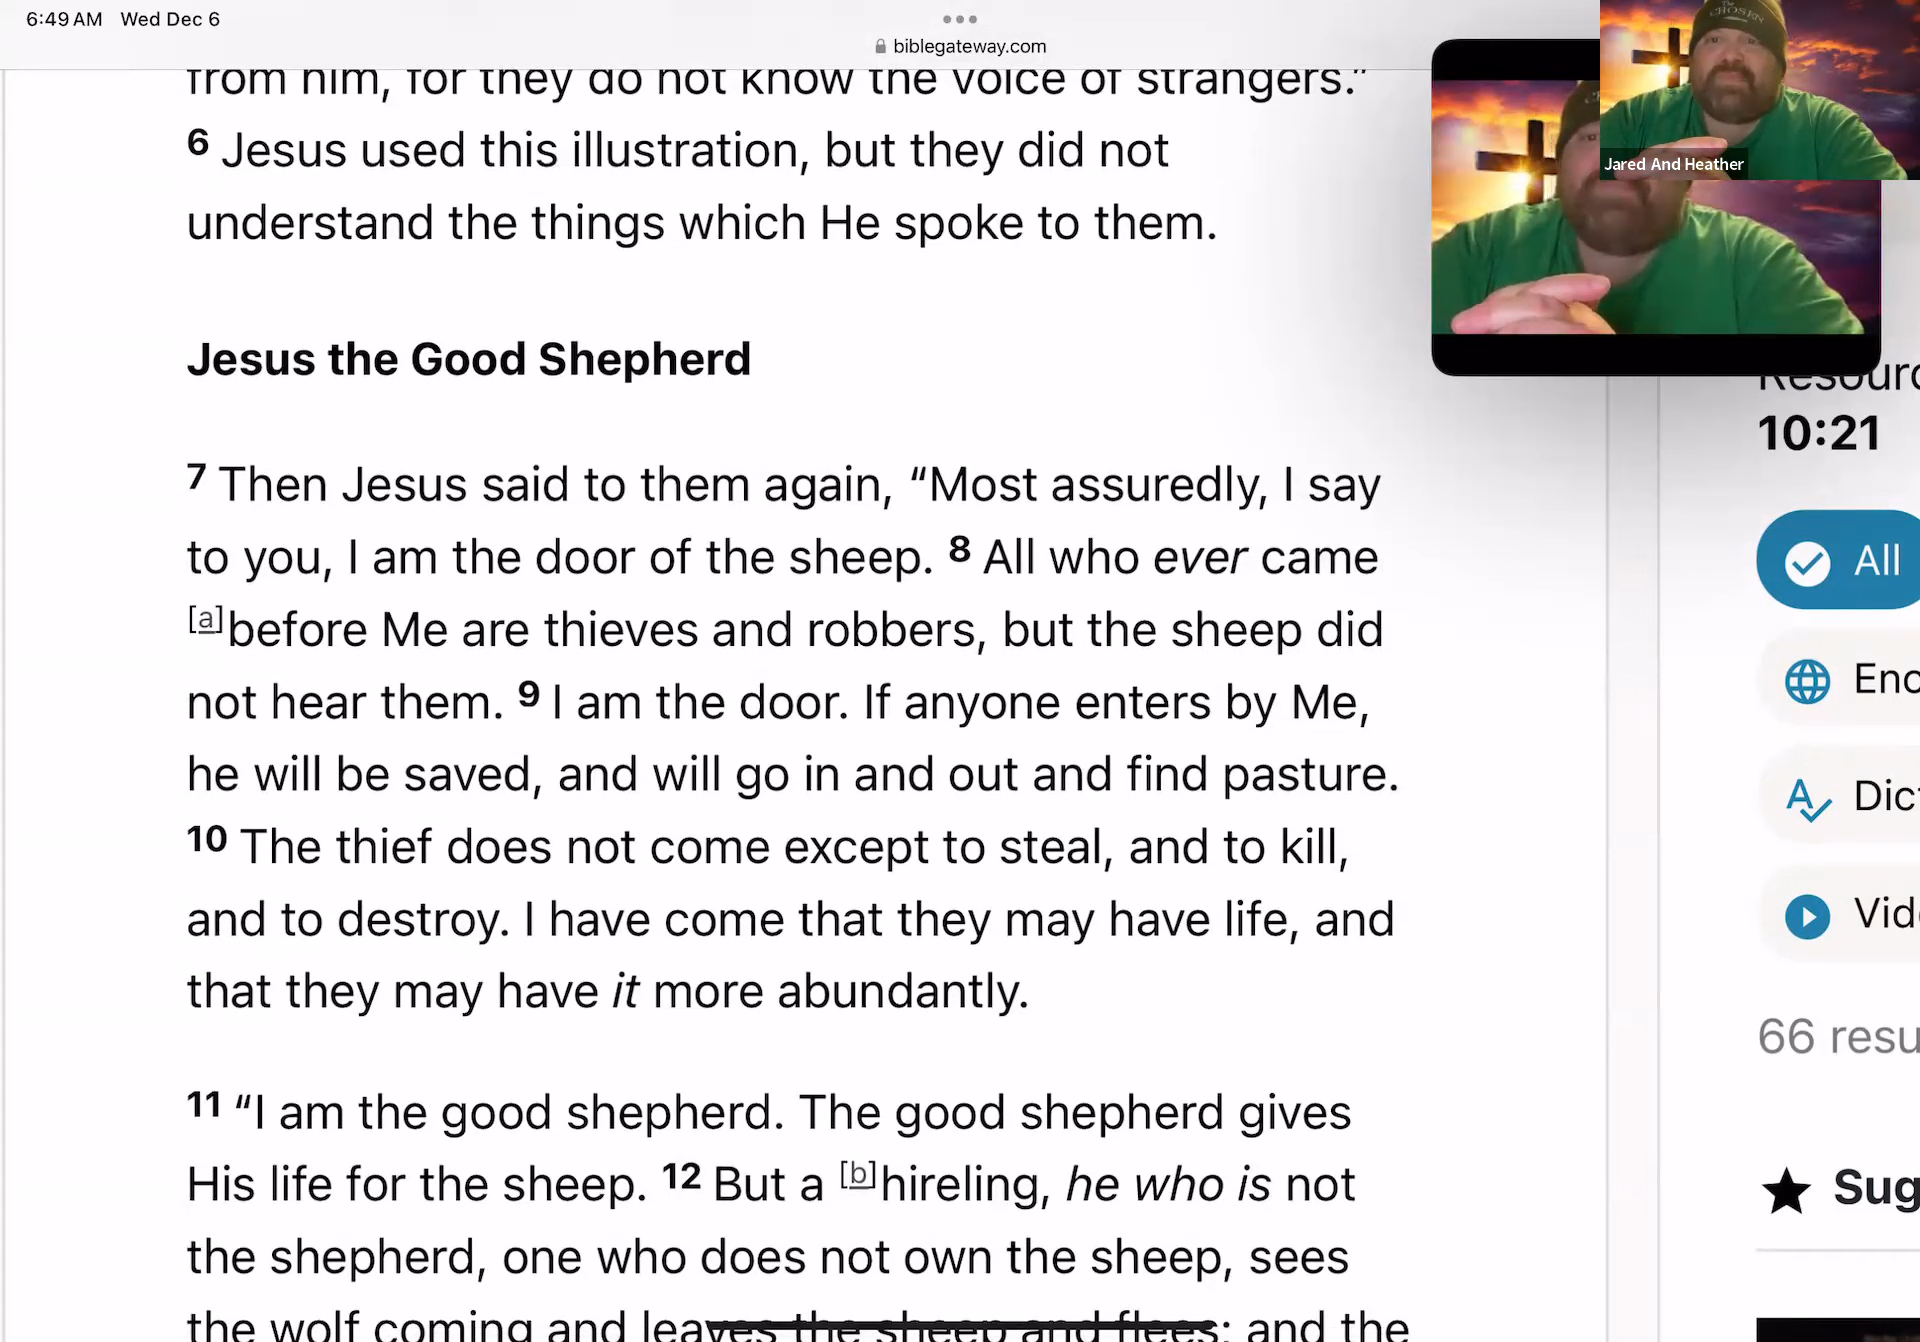 6:49 AM Wed Dec 6
biblegateway.com
from him, for they do not know the voice of strangers.”
6 Jesus used this illustration, but they did not
understand the things which He spoke to them.
Jesus the Good Shepherd
7 Then Jesus said to them again, “Most assuredly, I say
to you, I am the door of the sheep. 8 All who ever came
[a]before Me are thieves and robbers, but the sheep did
not hear them. 9 I am the door. If anyone enters by Me,
he will be saved, and will go in and out and find pasture.
10 The thief does not come except to steal, and to kill,
and to destroy. I have come that they may have life, and
that they may have it more abundantly.
11 “I am the good shepherd. The good shepherd gives
His life for the sheep. 12 But a [b]hireling, he who is not
the shepherd, one who does not own the sheep, sees
the wolf coming and leaves the sheep and flees; and the
CHOSEN
Jared And Heather
10:21
All
Enc
Dict
Vide
66 resu
Sug